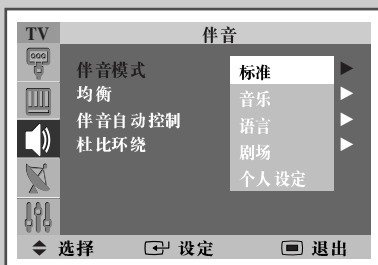 TV 伴音
伴音模式 标准
均衡 音乐
伴音自动控制 语言
杜比环绕 剧场
个人设定
选择 设定 退出